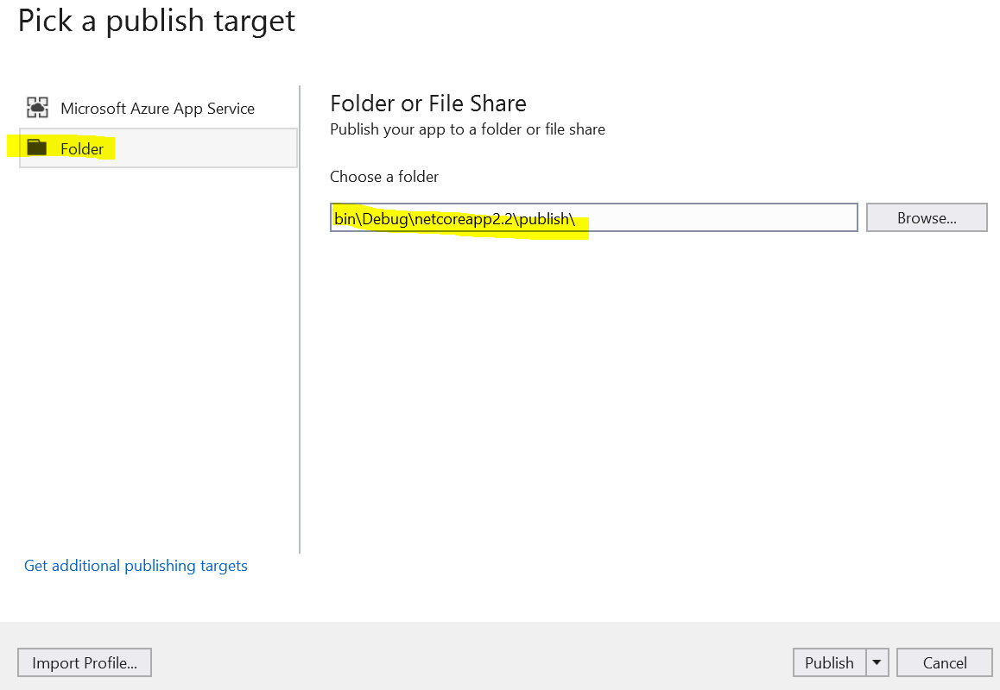 Pick a publish target
Microsoft Azure App Service
Folder
Folder or File Share
Publish your app to a folder or file share
Choose a folder
bin\Debug\netcoreapp2.2\publish\
Browse...
Get additional publishing targets
Import Profile...
Publish
Cancel